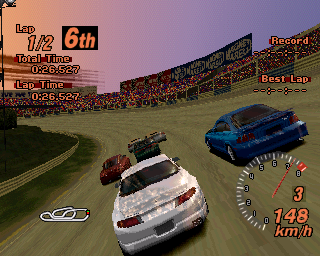 Lap
1/2 6th
Total Time
0:26.527
Lap Time
0:26.527
Record
Best Lap
-:--.---
3
148
km/h